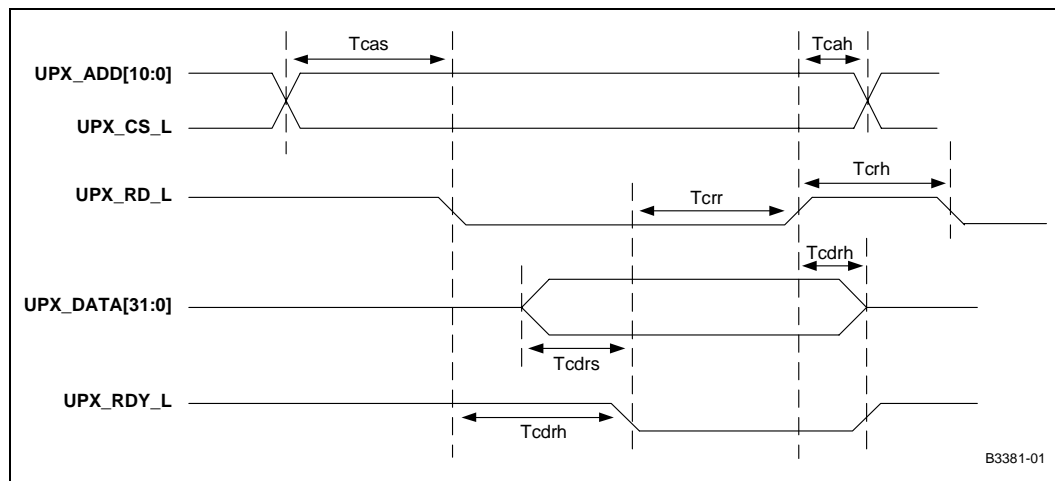 Tcas
Tcah
UPX_ADD[10:0]
UPX_CS_L
Tcrh
Tcrr
UPX_RD_L
Tcdrh
UPX_DATA[31:0]
Tcdrs
UPX_RDY_L
Tcdrh
B3381-01